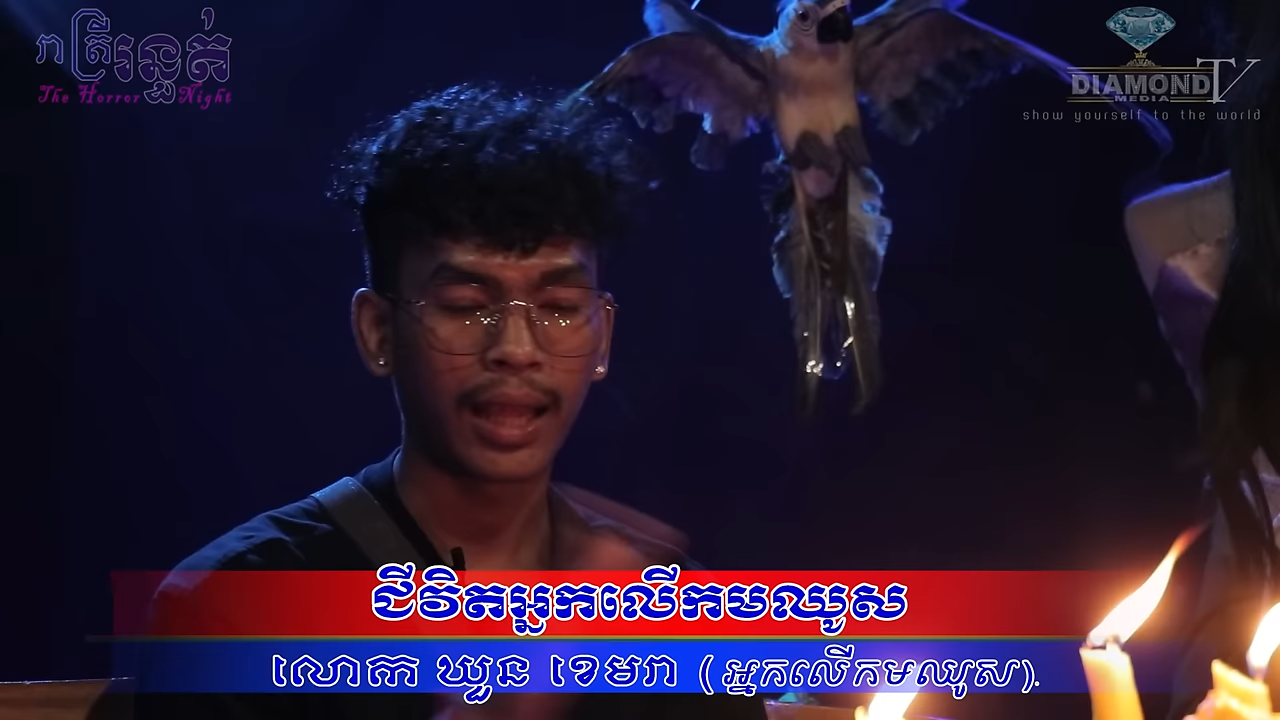 រាត្រីរន្ធត់
The Horror Night
DIAMOND TV
MEDIA
show yourself to the world
ជីវិតអ្នកលើកមឈូស
លោក ឃួន ខេមរា (អ្នកលើកមឈូស).